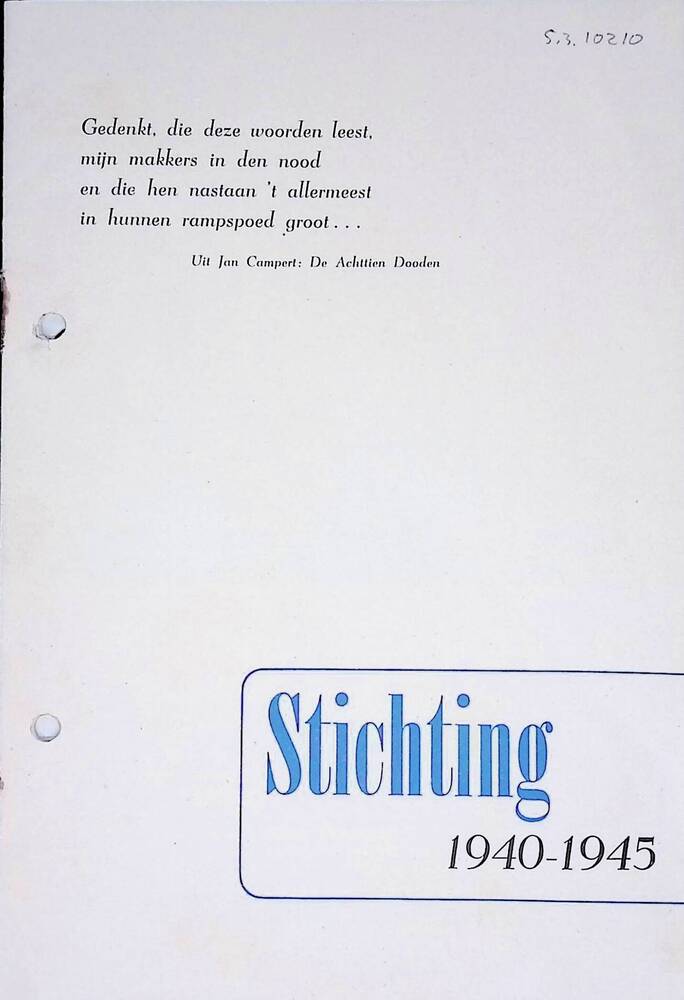 5.3.10210
Gedenkt, die deze woorden leest,
mijn makkers in den nood
en die hen nastaan 't allermeest
in hunnen rampspoed groot...
Uit Jan Campert: De Achttien Dooden
Stichting
1940-1945